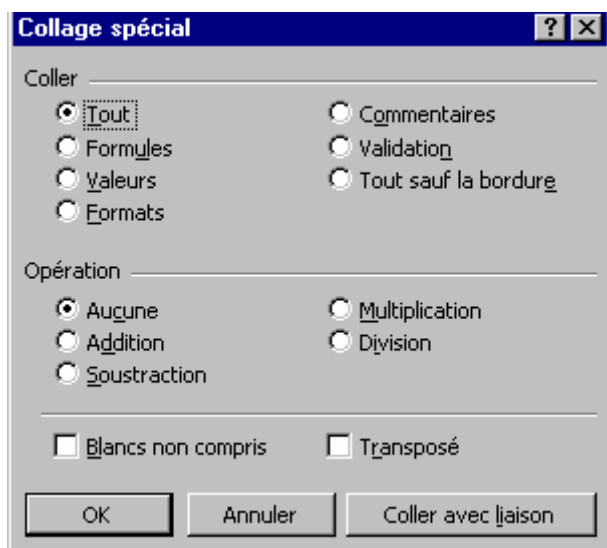 Collage spécial
Coller
Tout
Commentaires
Formules
Validation
Valeurs
Tout sauf la bordure
Formats
Opération
Aucune
Multiplication
Addition
Division
Soustraction
Blancs non compris
Transposé
OK
Annuler
Coller avec liaison